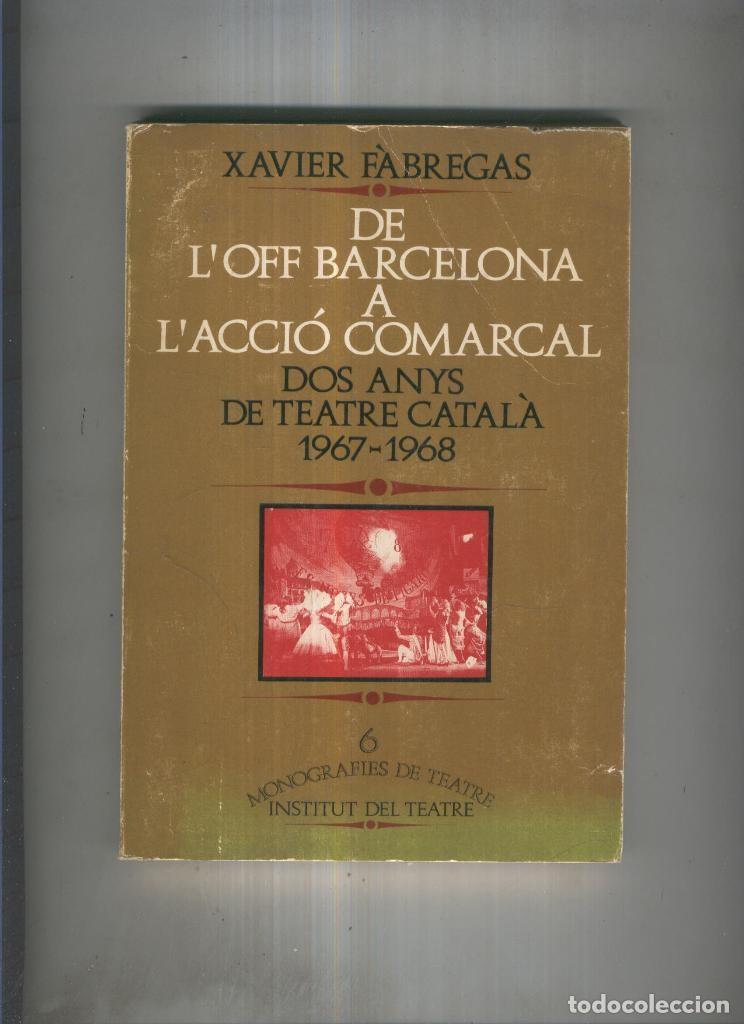 XAVIER FÀBREGAS
DE
L'OFF BARCELONA
A
L'ACCIÓ COMARCAL
DOS ANYS
DE TEATRE CATALÀ
1967-1968
6
MONOGRAFIES DE TEATRE
INSTITUT DEL TEATRE
todocoleccion